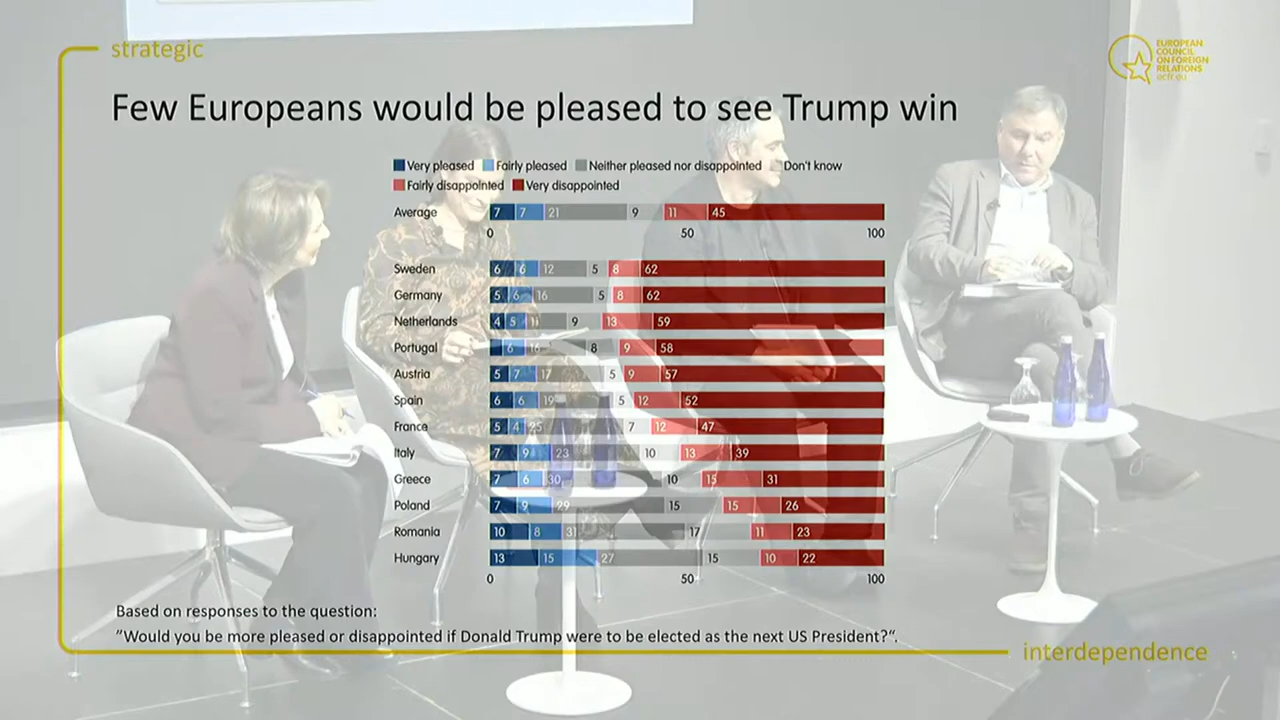 strategic
EUROPEAN
COUNCIL
ON FOREIGN
RELATIONS
ecfr.eu
Few Europeans would be pleased to see Trump win
Very pleased Fairly pleased Neither pleased nor disappointed Don't know
Fairly disappointed Very disappointed
Average 7 7 21 9 11 45
0 50 100
Sweden 6 6 12 5 8 62
Germany 5 6 16 5 8 62
Netherlands 4 5 11 9 13 59
Portugal 6 16 8 9 58
Austria 5 7 17 5 9 57
Spain 6 6 19 5 12 52
France 5 4 25 7 12 47
Italy 7 9 23 10 13 39
Greece 7 6 30 10 15 31
Poland 7 9 29 15 15 26
Romania 10 8 31 17 11 23
Hungary 13 15 27 15 10 22
0 50 100
Based on responses to the question:
”Would you be more pleased or disappointed if Donald Trump were to be elected as the next US President?“.
interdependence